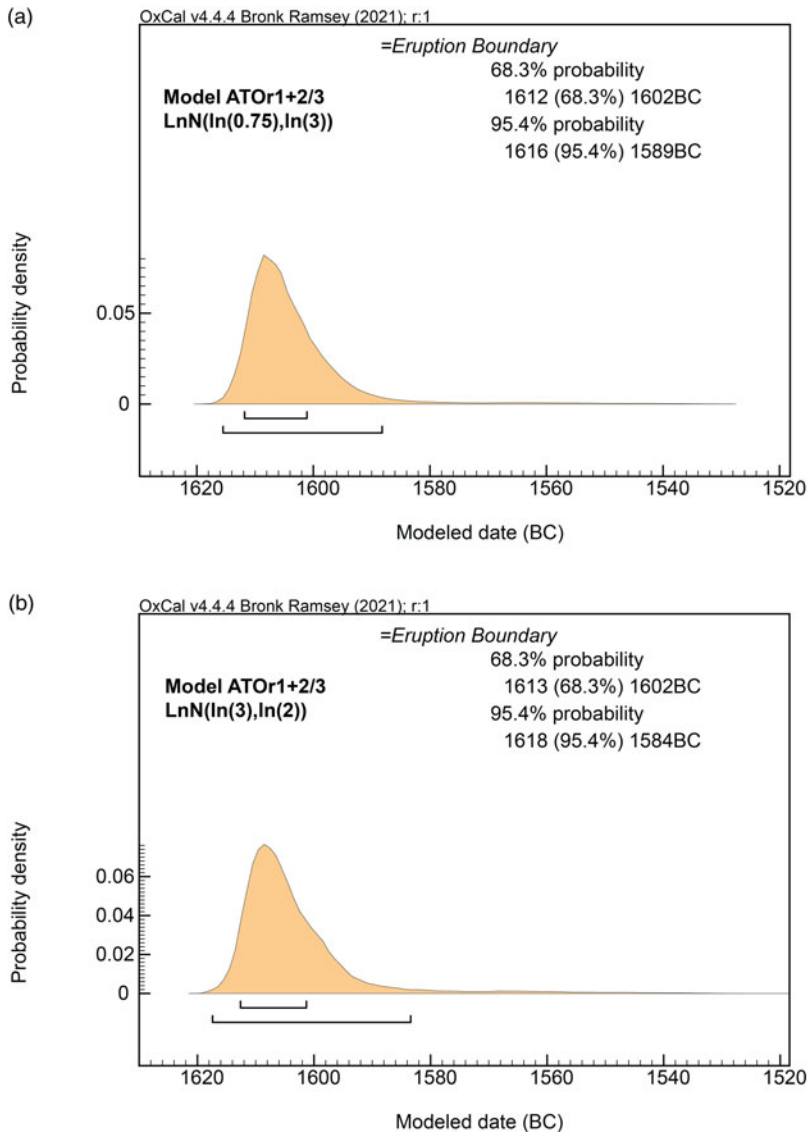 (a)
OxCal v4.4.4 Bronk Ramsey (2021); r:1
=Eruption Boundary
68.3% probability
1612 (68.3%) 1602BC
95.4% probability
1616 (95.4%) 1589BC
Model ATOr1+2/3
LnN(ln(0.75),ln(3))
Probability density
0.05
0
1620 1600 1580 1560 1540 1520
Modeled date (BC)
(b)
OxCal v4.4.4 Bronk Ramsey (2021); r:1
=Eruption Boundary
68.3% probability
1613 (68.3%) 1602BC
95.4% probability
1618 (95.4%) 1584BC
Model ATOr1+2/3
LnN(ln(3),ln(2))
Probability density
0.06
0.04
0.02
0
1620 1600 1580 1560 1540 1520
Modeled date (BC)